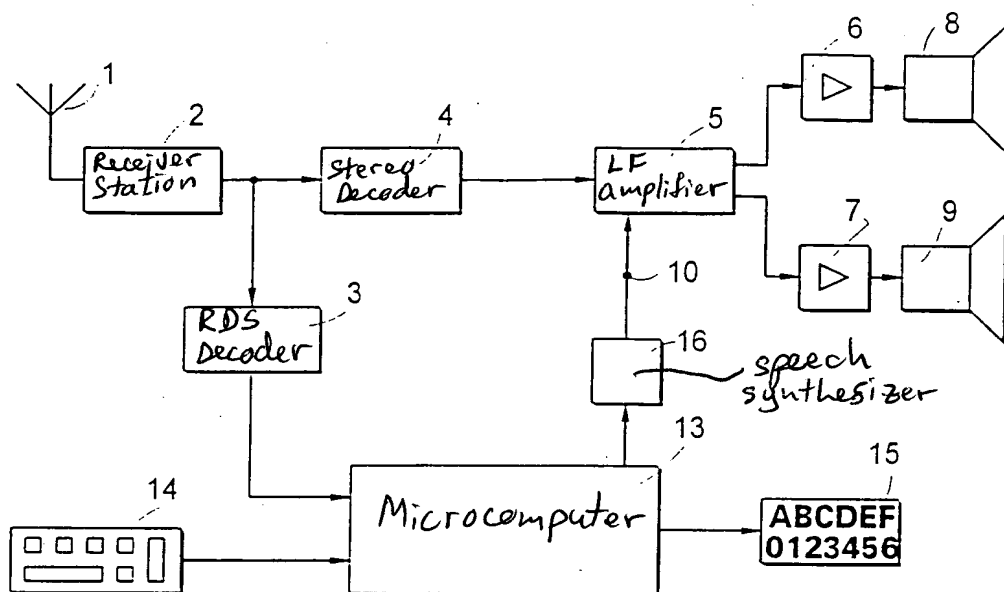 1
2
Receiver
Station
4
Stereo
Decoder
5
LF
amplifier
6
8
7
9
10
3
RDS
Decoder
16
speech
synthesizer
13
Microcomputer
14
15
ABCDEF
0123456